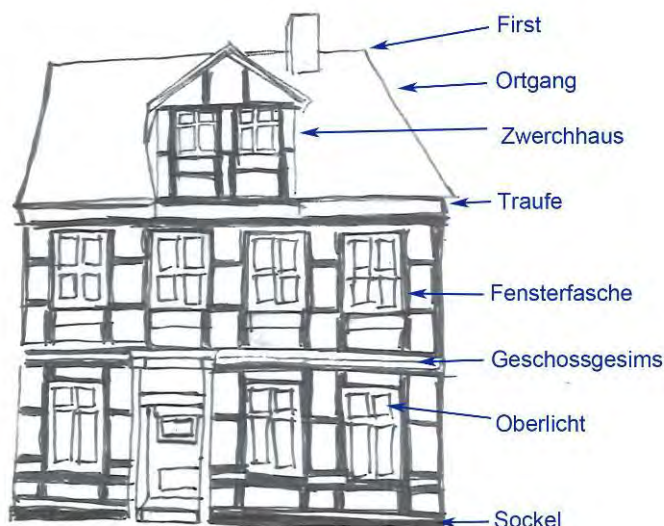 First
Ortgang
Zwerchhaus
Traufe
Fensterfasche
Geschossgesims
Oberlicht
Sockel